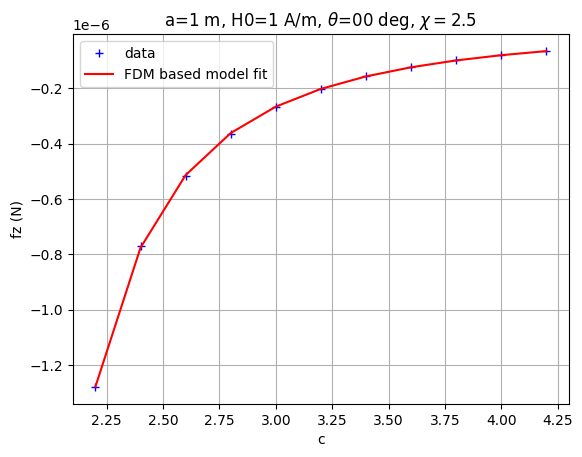 a=1 m, H0=1 A/m, θ=00 deg, χ = 2.5
1e−6
data
FDM based model fit
−0.2
−0.4
−0.6
−0.8
−1.0
−1.2
fz (N)
2.25 2.50 2.75 3.00 3.25 3.50 3.75 4.00 4.25
c